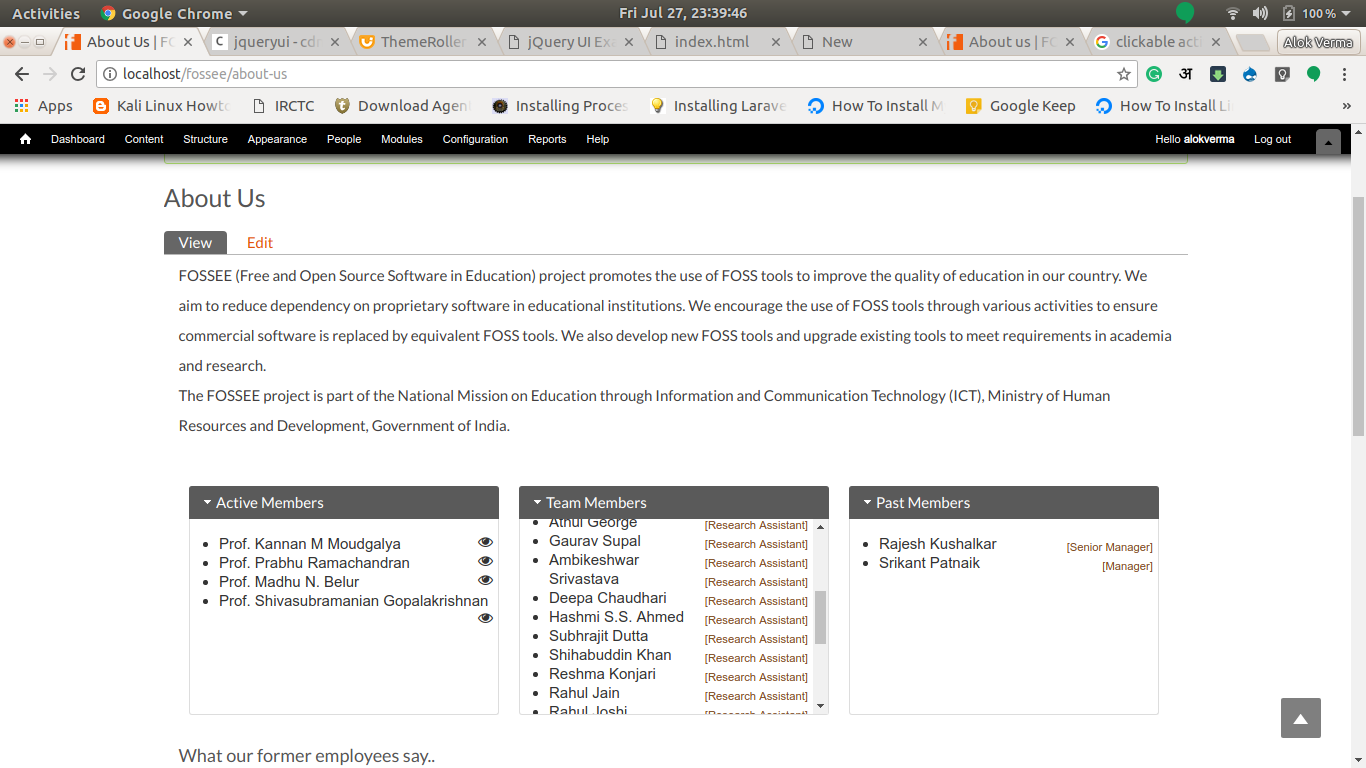 Activities Google Chrome Fri Jul 27, 23:39:46 100 %
About Us | FO jqueryui - cdn ThemeRoller jQuery UI Exa index.html New About us | FO clickable acti Alok Verma
localhost/fossee/about-us अ
Apps Kali Linux Howto IRCTC Download Agen Installing Proces Installing Larave How To Install M Google Keep How To Install Li »
Dashboard Content Structure Appearance People Modules Configuration Reports Help Hello alokverma Log out
About Us
View Edit
FOSSEE (Free and Open Source Software in Education) project promotes the use of FOSS tools to improve the quality of education in our country. We
aim to reduce dependency on proprietary software in educational institutions. We encourage the use of FOSS tools through various activities to ensure
commercial software is replaced by equivalent FOSS tools. We also develop new FOSS tools and upgrade existing tools to meet requirements in academia
and research.
The FOSSEE project is part of the National Mission on Education through Information and Communication Technology (ICT), Ministry of Human
Resources and Development, Government of India.
Active Members
Prof. Kannan M Moudgalya
Prof. Prabhu Ramachandran
Prof. Madhu N. Belur
Prof. Shivasubramanian Gopalakrishnan
Team Members
Athul George [Research Assistant]
Gaurav Supal [Research Assistant]
Ambikeshwar [Research Assistant]
Srivastava [Research Assistant]
Deepa Chaudhari [Research Assistant]
Hashmi S.S. Ahmed [Research Assistant]
Subhrajit Dutta [Research Assistant]
Shihabuddin Khan [Research Assistant]
Reshma Konjari [Research Assistant]
Rahul Jain [Research Assistant]
Rahul Joshi [Research Assistant]
Past Members
Rajesh Kushalkar [Senior Manager]
Srikant Patnaik [Manager]
What our former employees say..